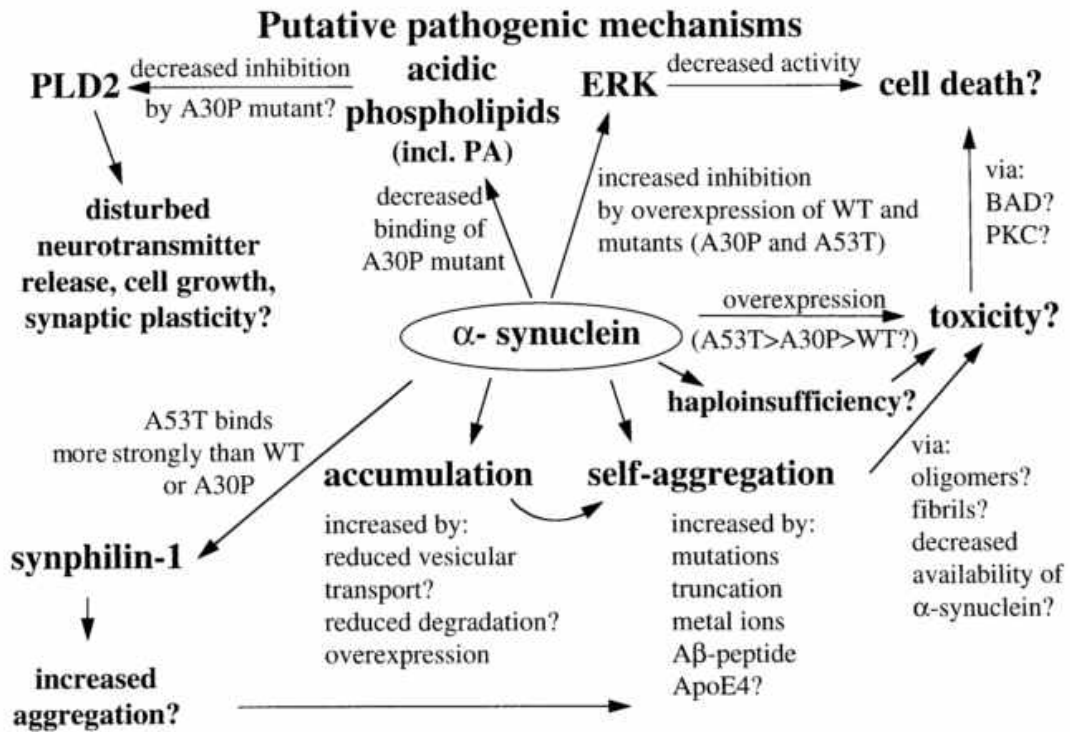 Putative pathogenic mechanisms
PLD2
decreased inhibition
by A30P mutant?
acidic
phospholipids
(incl. PA)
ERK
decreased activity
cell death?
disturbed
neurotransmitter
release, cell growth,
synaptic plasticity?
decreased
binding of
A30P mutant
increased inhibition
by overexpression of WT and
mutants (A30P and A53T)
via:
BAD?
PKC?
α- synuclein
overexpression
(A53T>A30P>WT?)
toxicity?
haploinsufficiency?
A53T binds
more strongly than WT
or A30P
accumulation
self-aggregation
via:
oligomers?
fibrils?
decreased
availability of
α-synuclein?
synphilin-1
increased by:
reduced vesicular
transport?
reduced degradation?
overexpression
increased by:
mutations
truncation
metal ions
Aβ-peptide
ApoE4?
increased
aggregation?